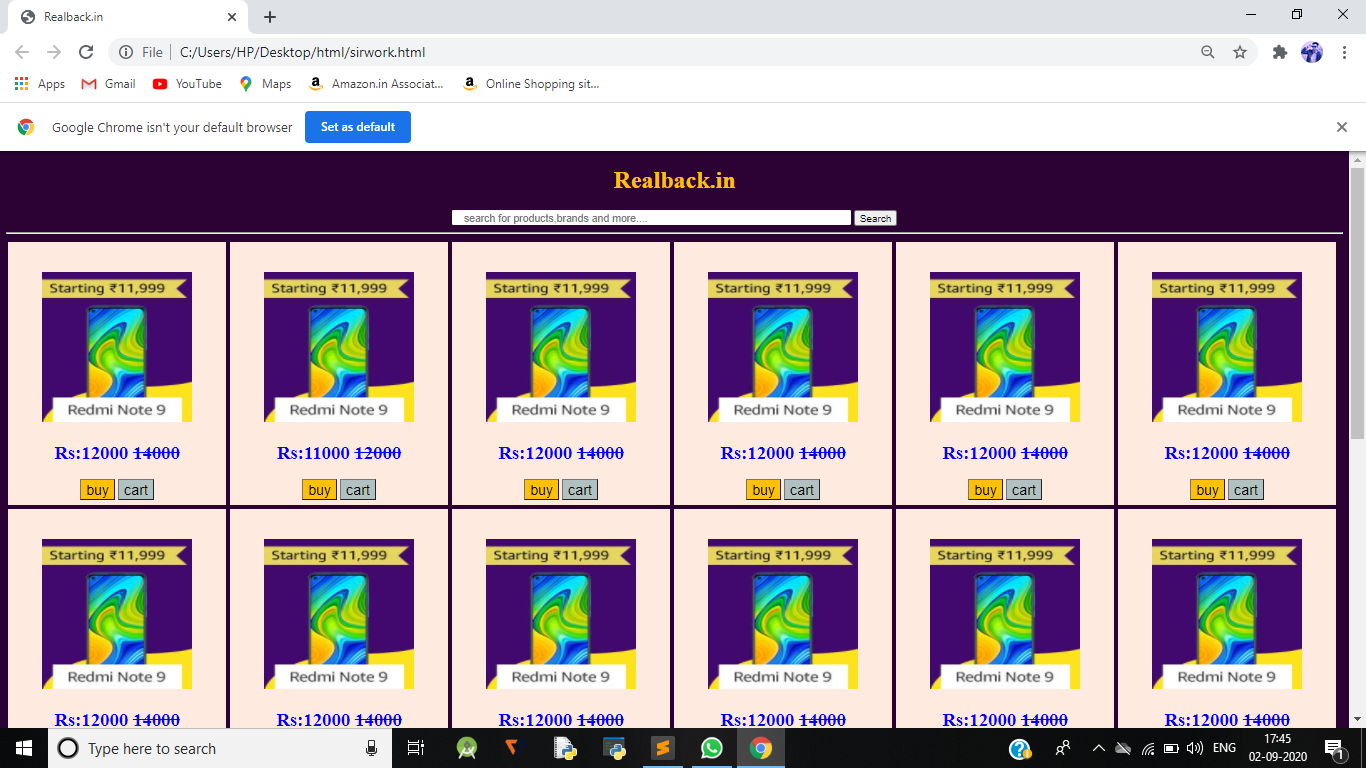 Realback.in
File C:/Users/HP/Desktop/html/sirwork.html
Apps Gmail YouTube Maps Amazon.in Associat... Online Shopping sit...
Google Chrome isn't your default browser Set as default
Realback.in
search for products,brands and more.... Search
Starting ₹11,999 Starting ₹11,999 Starting ₹11,999 Starting ₹11,999 Starting ₹11,999 Starting ₹11,999
Redmi Note 9 Redmi Note 9 Redmi Note 9 Redmi Note 9 Redmi Note 9 Redmi Note 9
Rs:12000 14000 Rs:11000 12000 Rs:12000 14000 Rs:12000 14000 Rs:12000 14000 Rs:12000 14000
buy cart buy cart buy cart buy cart buy cart buy cart
Starting ₹11,999 Starting ₹11,999 Starting ₹11,999 Starting ₹11,999 Starting ₹11,999 Starting ₹11,999
Redmi Note 9 Redmi Note 9 Redmi Note 9 Redmi Note 9 Redmi Note 9 Redmi Note 9
Rs:12000 14000 Rs:12000 14000 Rs:12000 14000 Rs:12000 14000 Rs:12000 14000 Rs:12000 14000
Type here to search ENG 17:45
02-09-2020 1